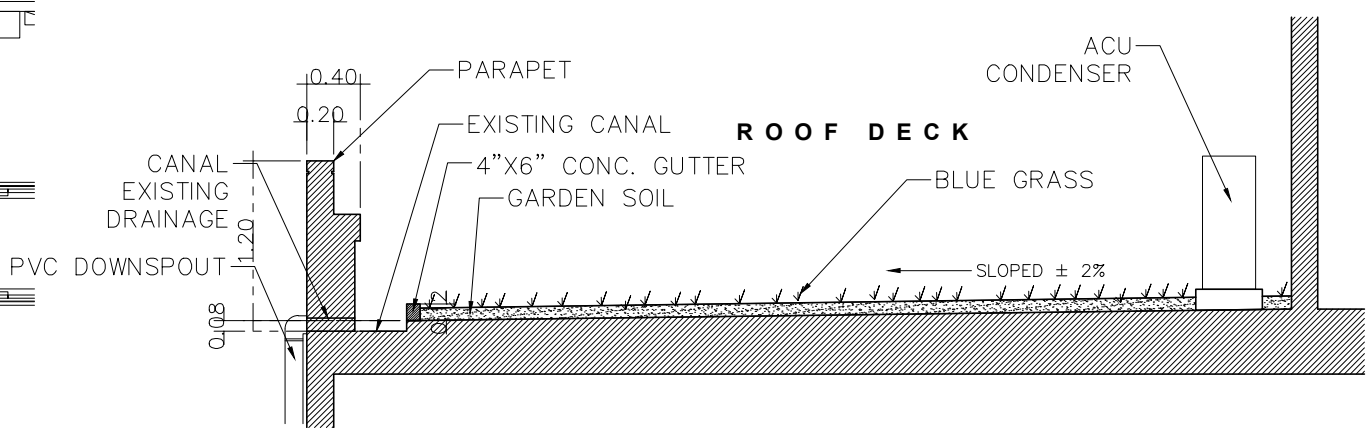 ACU
CONDENSER
0.40
PARAPET
0.20
EXISTING CANAL
ROOF DECK
CANAL
EXISTING
DRAINAGE
4”X6” CONC. GUTTER
BLUE GRASS
GARDEN SOIL
1.20
PVC DOWNSPOUT
SLOPED ± 2%
0.08